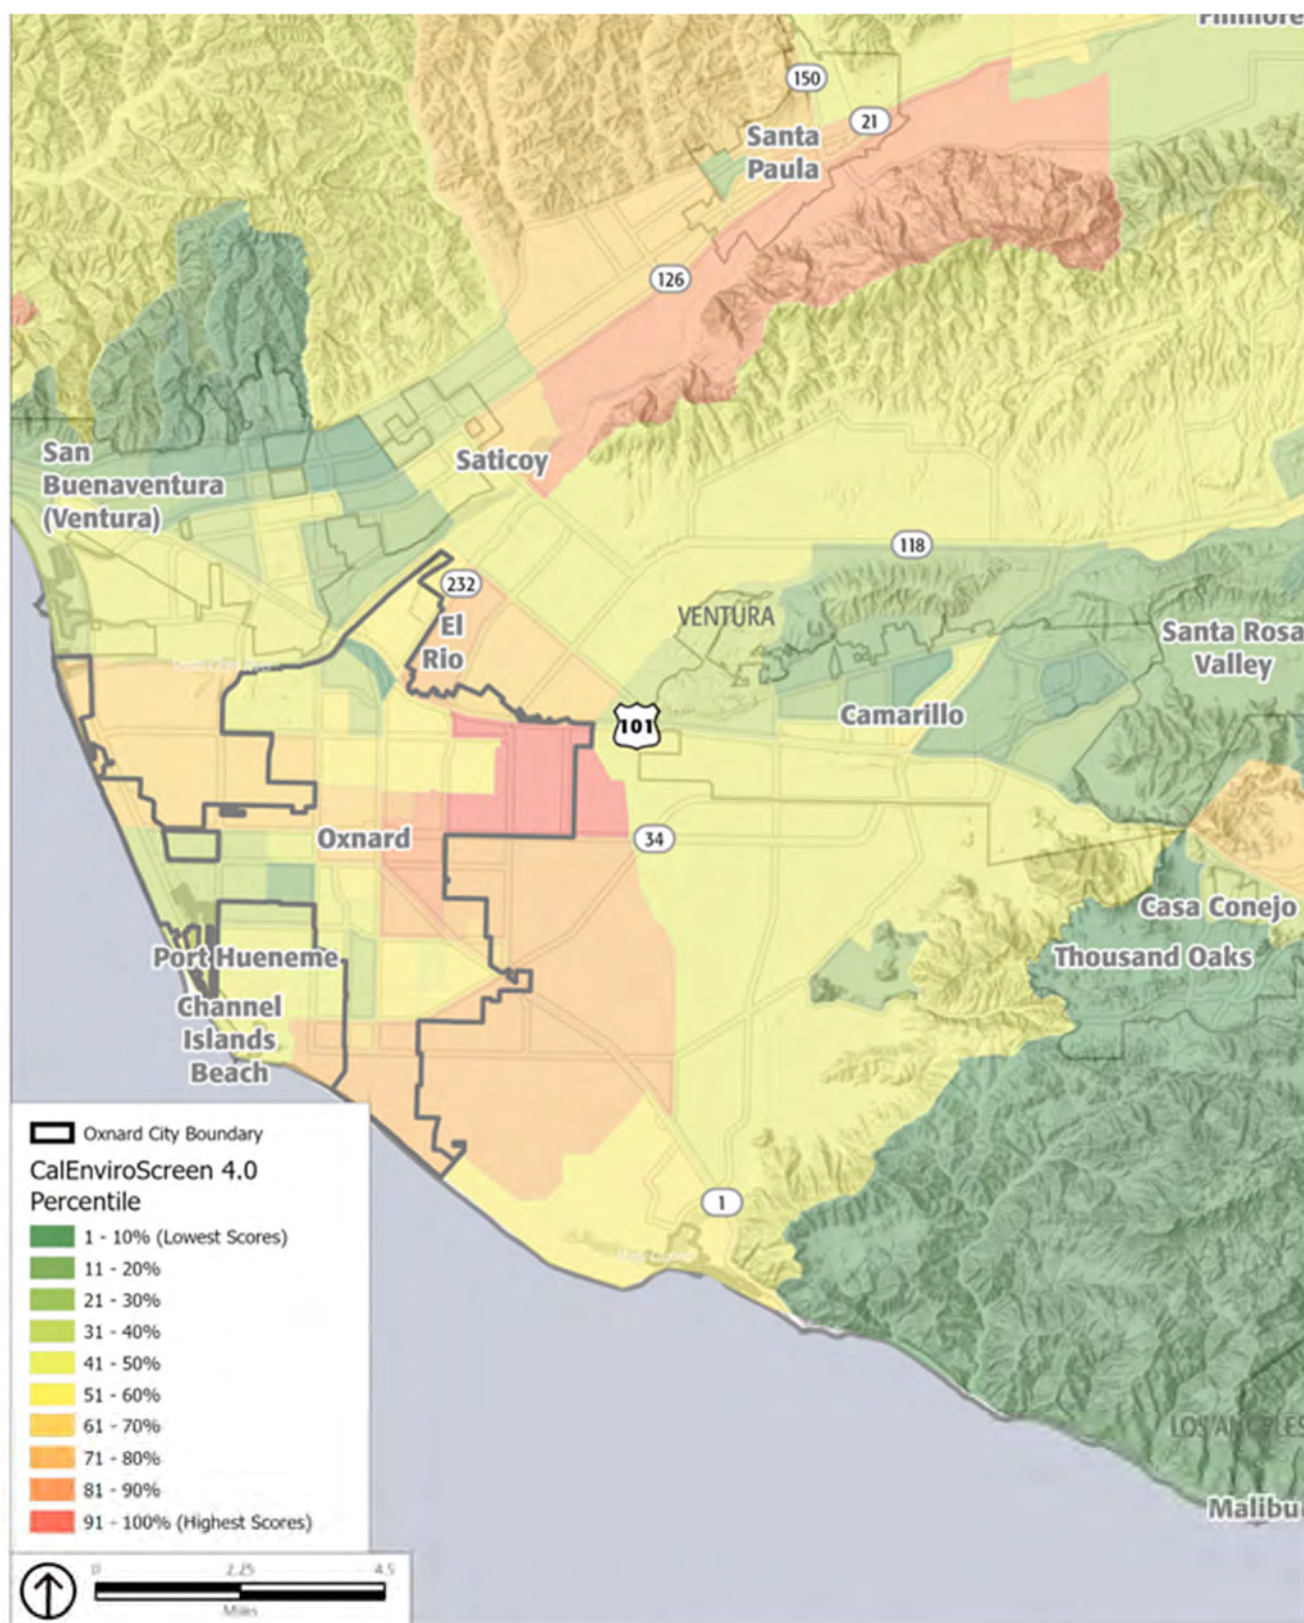 Fillmore
150
21
Santa
Paula
126
San
Buenaventura
(Ventura)
Saticoy
118
232
El
Rio
VENTURA
Santa Rosa
Valley
101
Camarillo
Oxnard
34
Casa Conejo
Thousand Oaks
Port Hueneme
Channel
Islands
Beach
1
LOS ANGELES
Malibu
Oxnard City Boundary
CalEnviroScreen 4.0
Percentile
1 - 10% (Lowest Scores)
11 - 20%
21 - 30%
31 - 40%
41 - 50%
51 - 60%
61 - 70%
71 - 80%
81 - 90%
91 - 100% (Highest Scores)
0 2.25 4.5
Miles